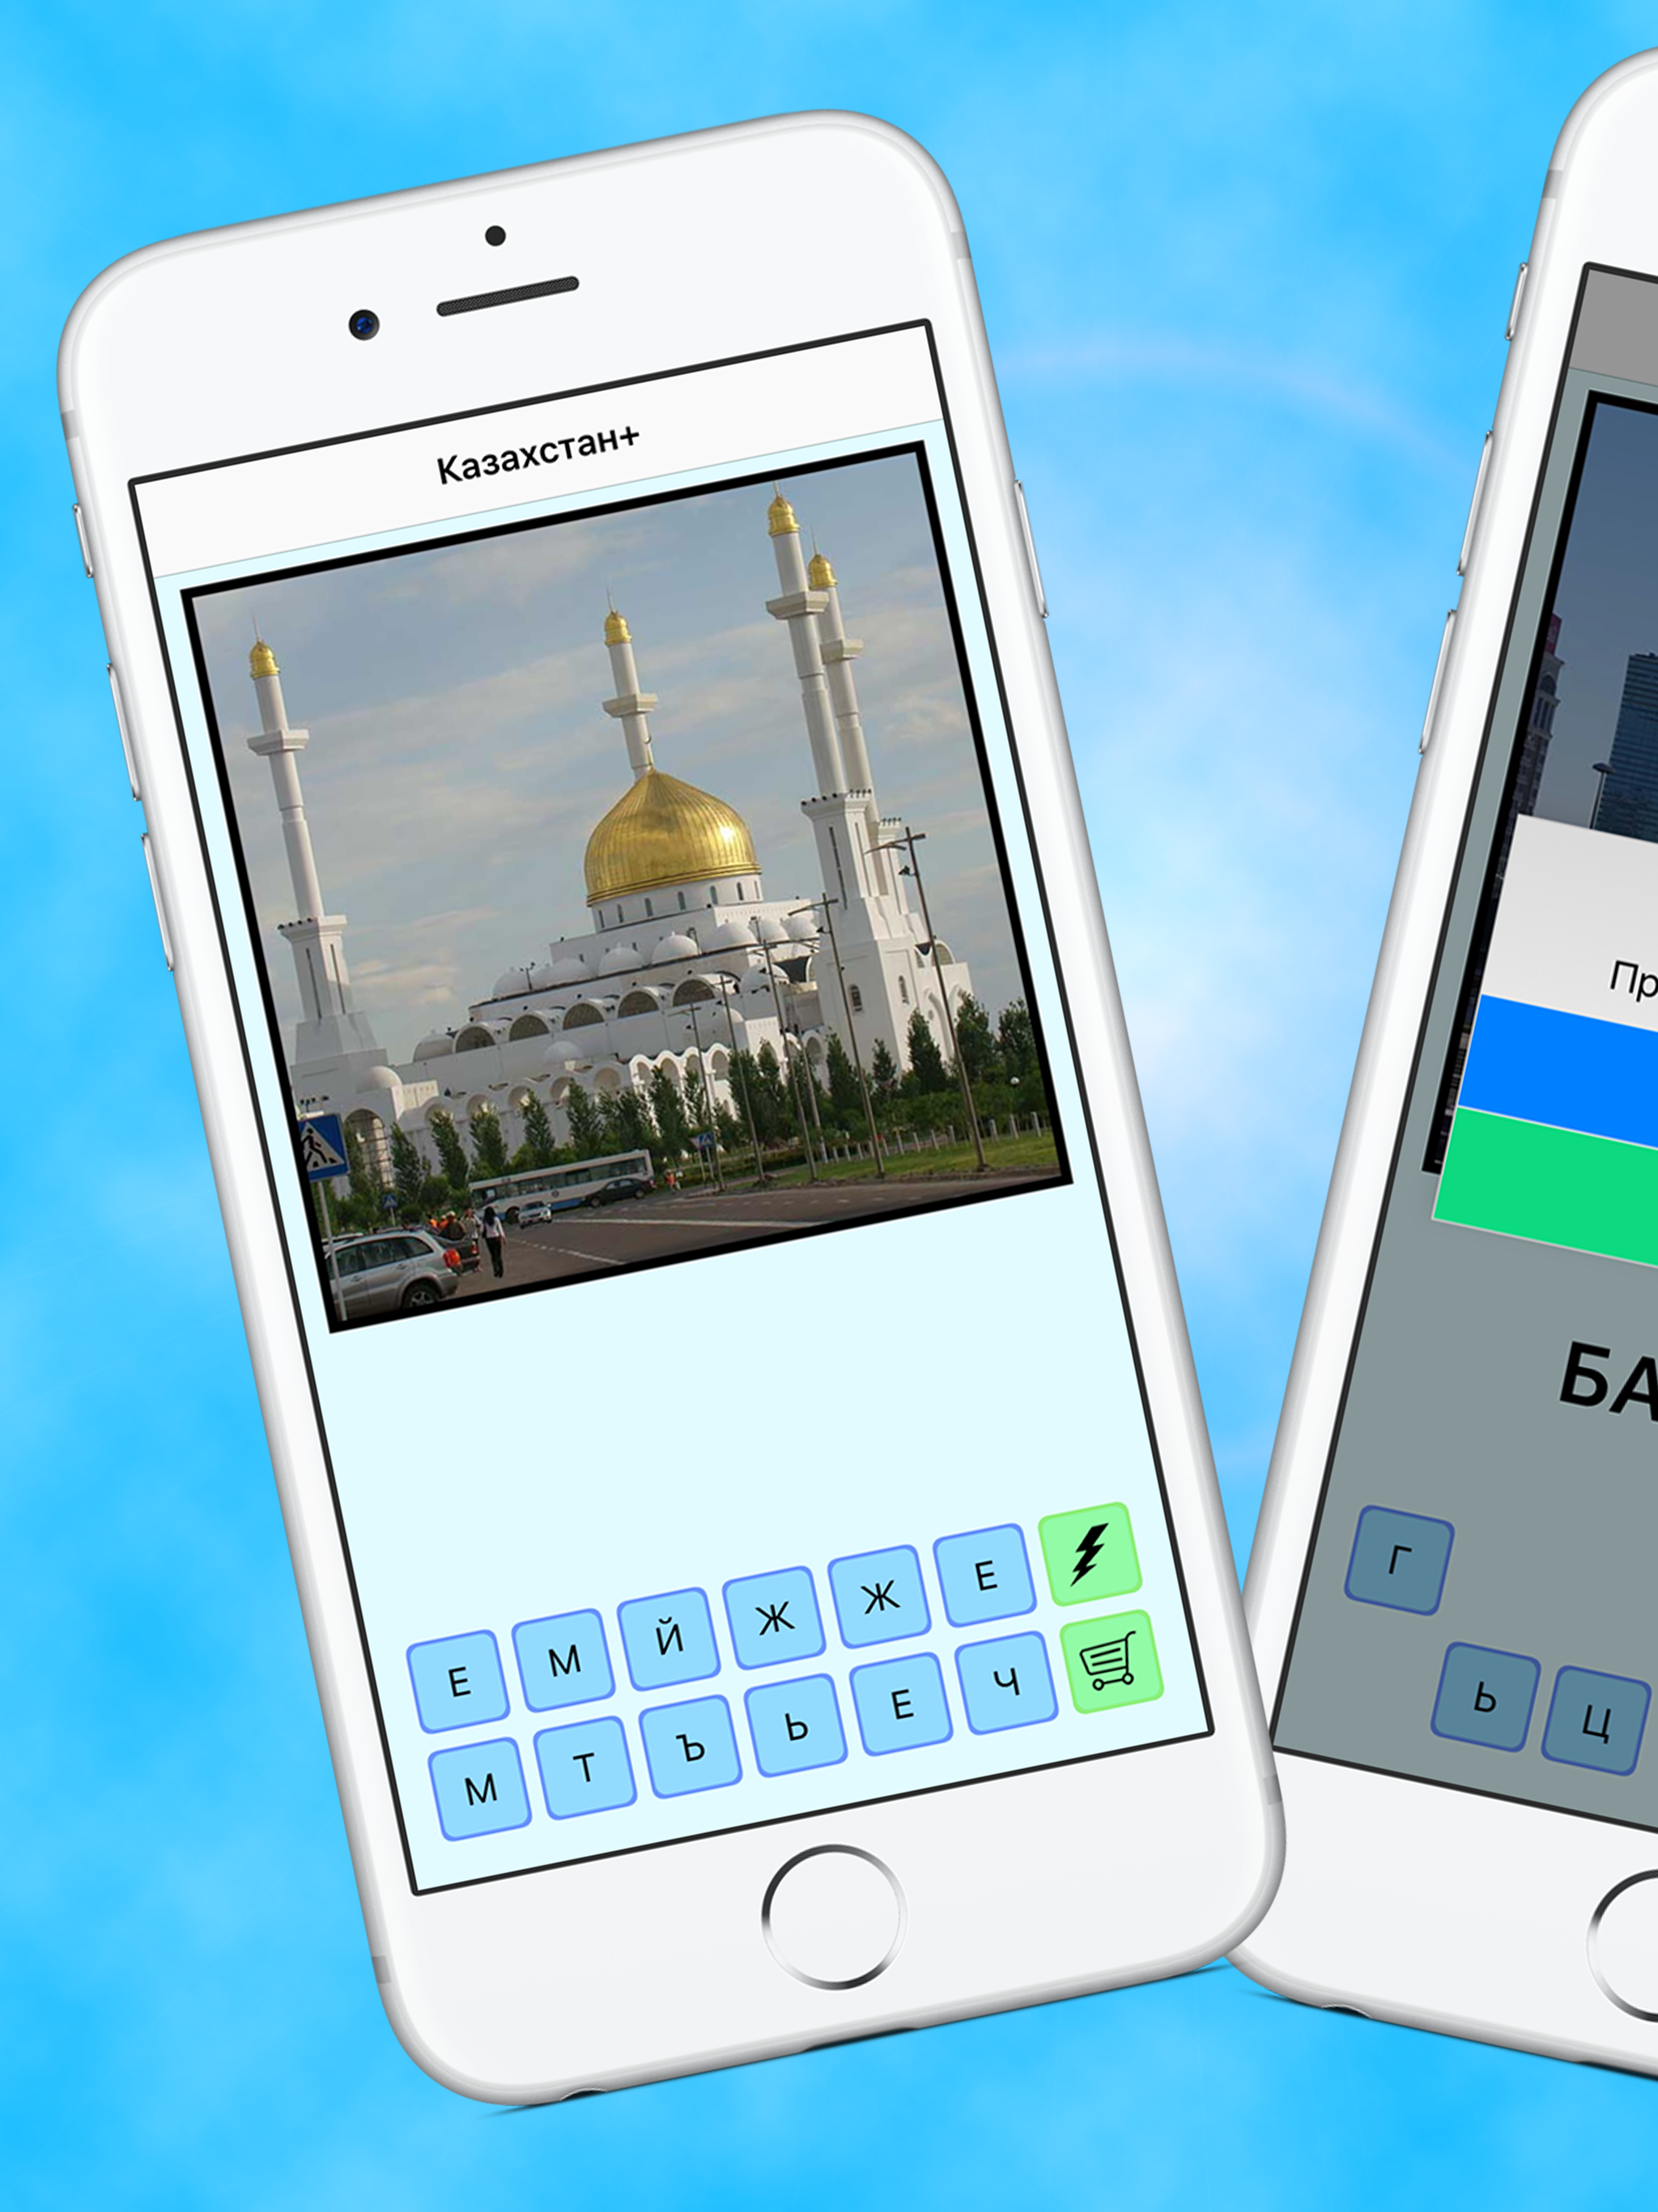 Казахстан+
Е М Й Ж Ж Е
М Т Ъ Ь Е Ч
Пр
БА
Г
Ь Ц